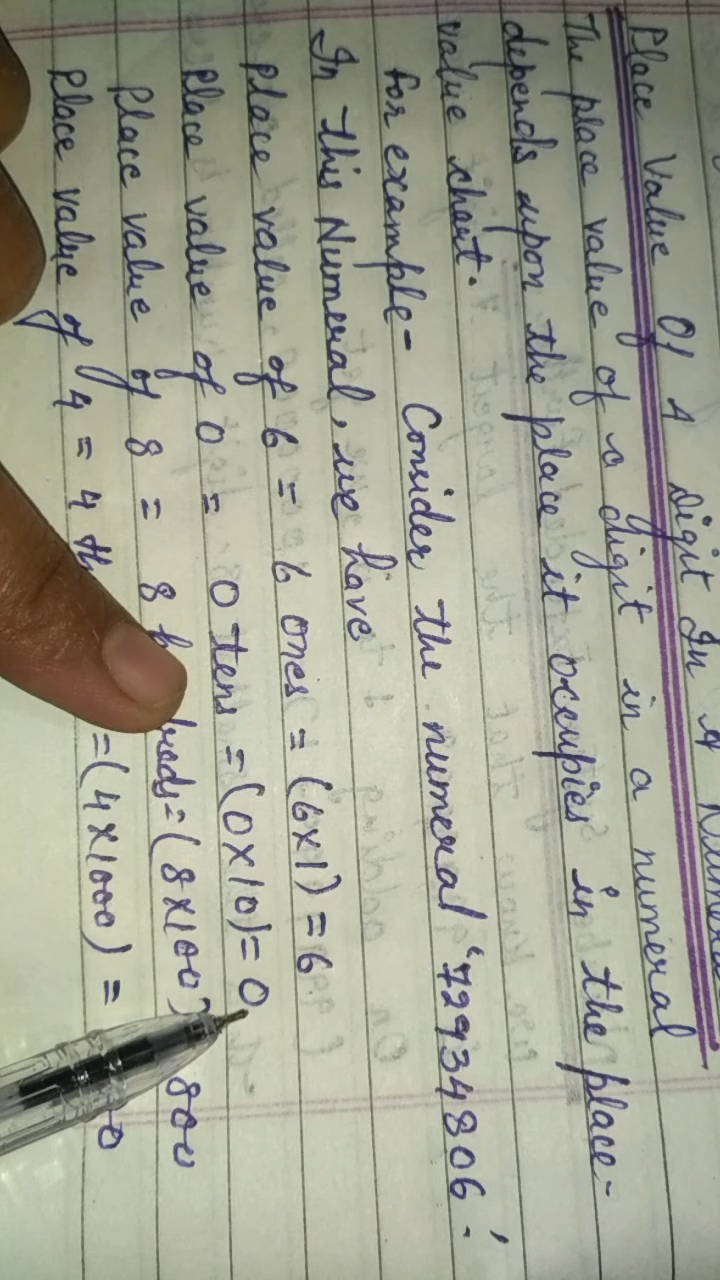 Place Value Of A Digit In A Numeral
The place value of a digit in a numeral
depends upon the place it occupies in the place-
value chart.
for example- Consider the numeral '72934806'.
In this Numeral, we have
Place value of 6 = 6 ones = (6×1) = 6
Place value of 0 = 0 tens = (0×10) = 0
Place value of 8 = 8 = (8×100) 800
Place value of 4 = 4 = (4×1000) =